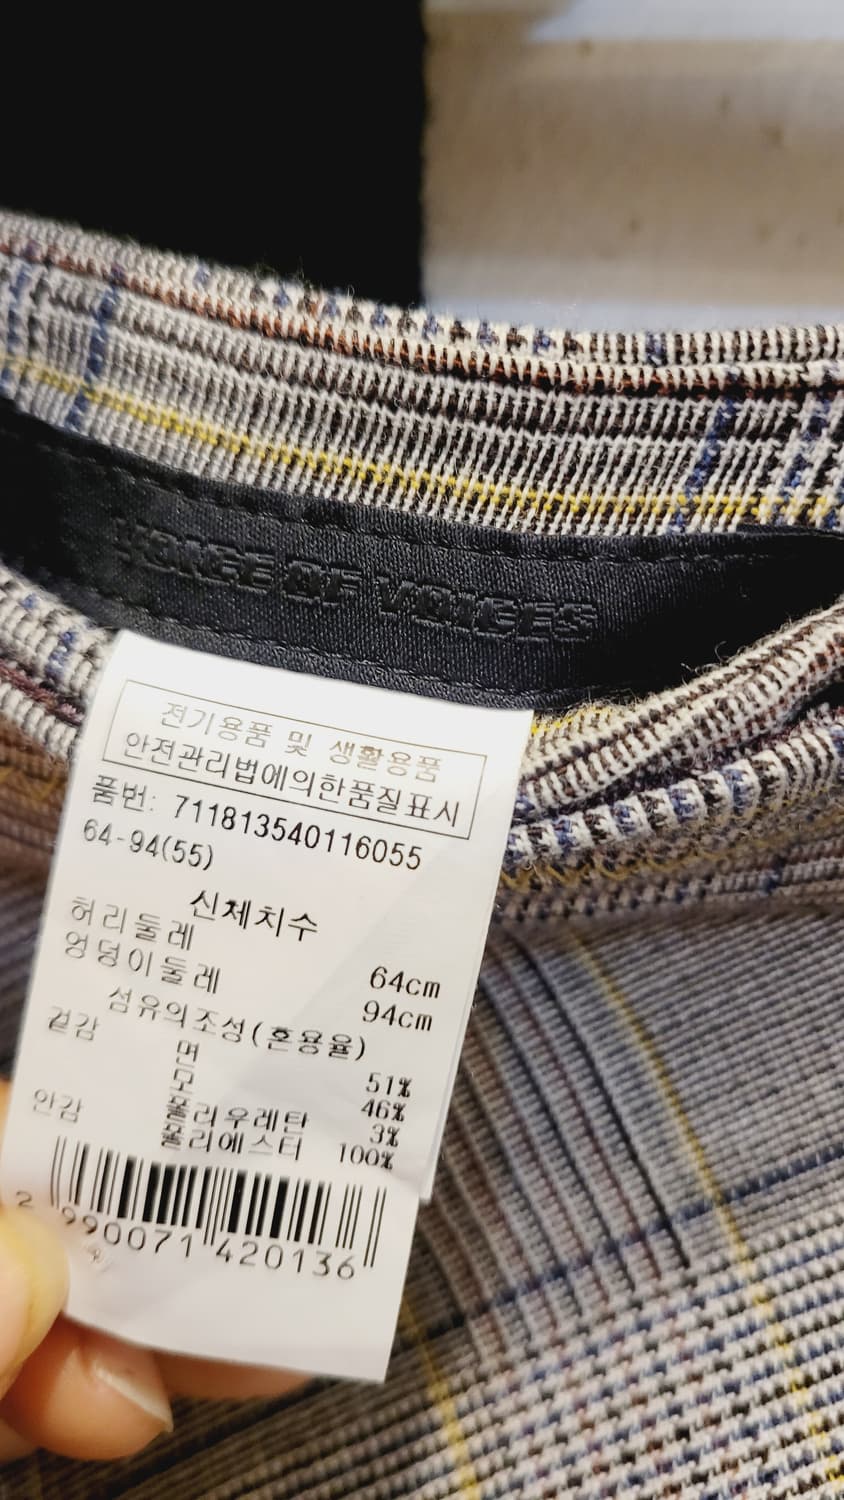 VOICE OF VOICES
전기용품 및 생활용품
안전관리법에의한품질표시
품번: 711813540116055
64-94(55)
신체치수
허리둘레 64cm
엉덩이둘레 94cm
섬유의조성(혼용율)
겉감 면 51%
모 46%
폴리우레탄 3%
안감 폴리에스터 100%
2 990071 420136